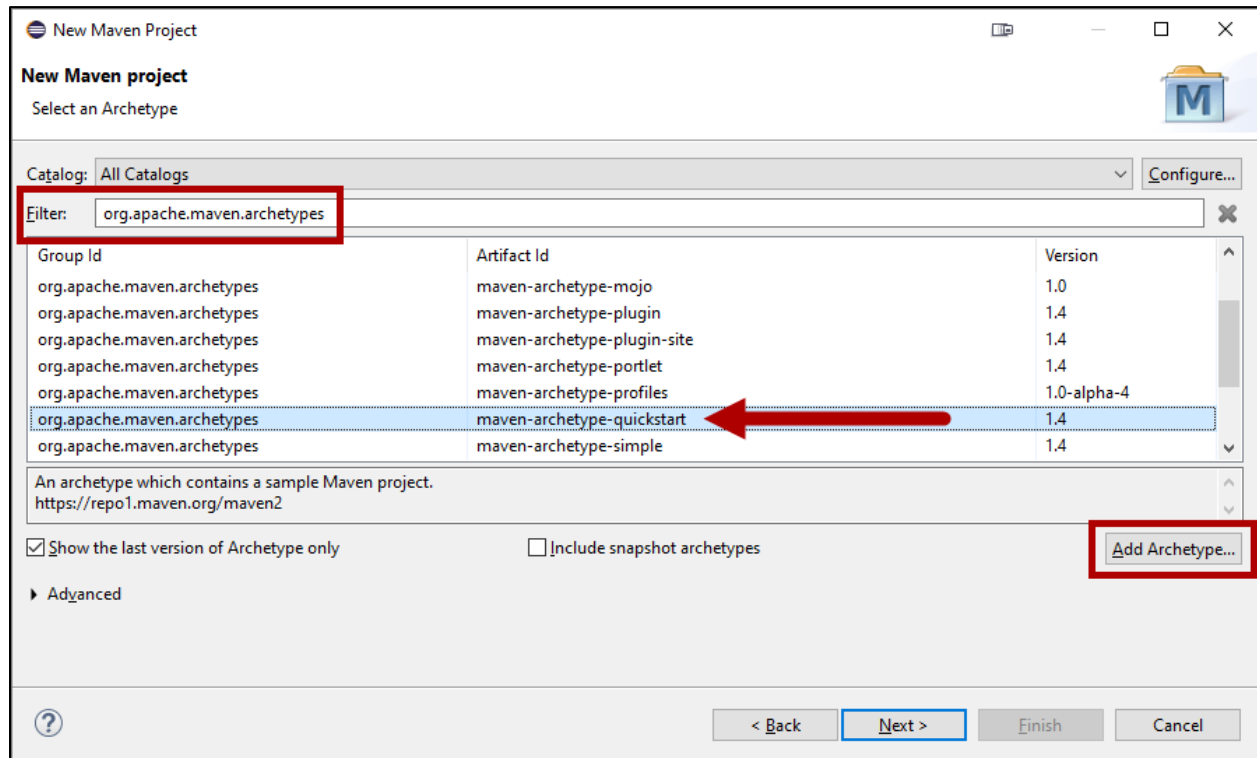 New Maven Project
New Maven project
Select an Archetype
M
Catalog: All Catalogs Configure...
Filter: org.apache.maven.archetypes
Group Id Artifact Id Version
org.apache.maven.archetypes maven-archetype-mojo 1.0
org.apache.maven.archetypes maven-archetype-plugin 1.4
org.apache.maven.archetypes maven-archetype-plugin-site 1.4
org.apache.maven.archetypes maven-archetype-portlet 1.4
org.apache.maven.archetypes maven-archetype-profiles 1.0-alpha-4
org.apache.maven.archetypes maven-archetype-quickstart 1.4
org.apache.maven.archetypes maven-archetype-simple 1.4
An archetype which contains a sample Maven project.
https://repo1.maven.org/maven2
Show the last version of Archetype only Include snapshot archetypes Add Archetype...
Advanced
? < Back Next > Finish Cancel